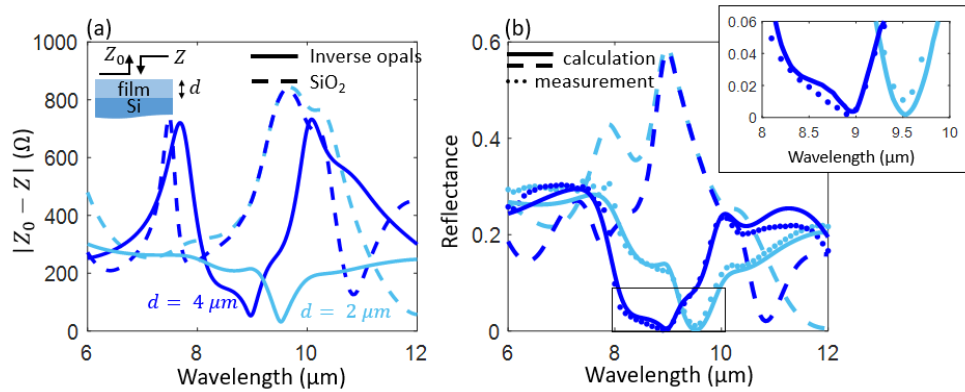 (a)
1000
800
600
400
200
0
|Z₀ − Z| (Ω)
Z₀
Z
film
d
Si
Inverse opals
SiO₂
d = 4 μm
d = 2 μm
6
8
10
12
Wavelength (μm)
(b)
0.6
0.4
0.2
0
Reflectance
calculation
measurement
6
8
10
12
Wavelength (μm)
0.06
0.04
0.02
0
8
8.5
9
9.5
10
Wavelength (μm)